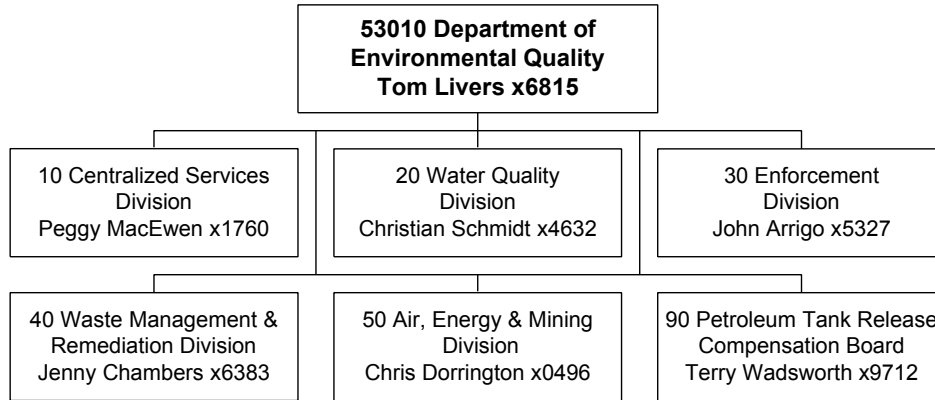 53010 Department of
Environmental Quality
Tom Livers x6815
10 Centralized Services
Division
Peggy MacEwen x1760
20 Water Quality
Division
Christian Schmidt x4632
30 Enforcement
Division
John Arrigo x5327
40 Waste Management &
Remediation Division
Jenny Chambers x6383
50 Air, Energy & Mining
Division
Chris Dorrington x0496
90 Petroleum Tank Release
Compensation Board
Terry Wadsworth x9712